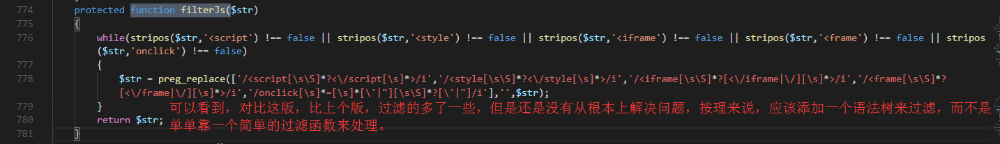 774 protected function filterJs($str)
775 {
776 while(stripos($str,'<script') !== false || stripos($str,'<style') !== false || stripos($str,'<iframe') !== false || stripos($str,'<frame') !== false || stripos
($str,'onclick') !== false)
777 {
778 $str = preg_replace(['/<script[\s\S]*?<\/script[\s]*>/i','/<style[\s\S]*?<\/style[\s]*>/i','/<iframe[\s\S]*?[<\/iframe|\/][\s]*>/i','/<frame[\s\S]*?
[<\/frame|\/][\s]*>/i','/onclick[\s]*=[\s]*[\'|"][\s\S]*?[\'|"]/i'],'',$str);
779 }
可以看到，对比这版，比上个版，过滤的多了一些，但是还是没有从根本上解决问题，按理来说，应该添加一个语法树来过滤，而不是
780 return $str;
单单靠一个简单的过滤函数来处理。
781 }